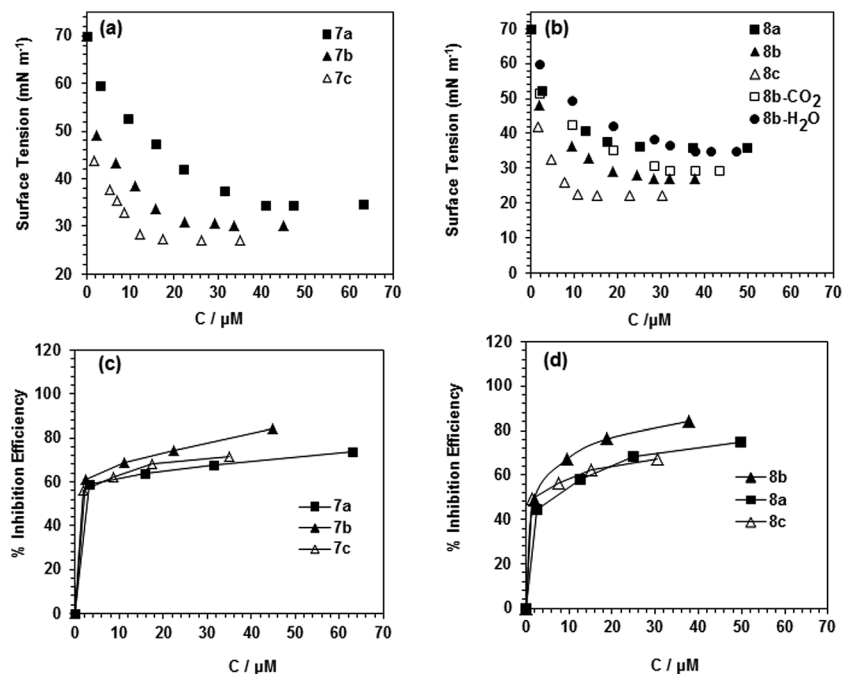 (a)
7a
7b
7c
Surface Tension (mN m-1)
70
60
50
40
30
20
0 10 20 30 40 50 60 70
C / µM
(b)
8a
8b
8c
8b-CO2
8b-H2O
Surface Tension (mN m-1)
70
60
50
40
30
20
10
0
0 10 20 30 40 50 60 70
C /µM
(c)
% Inhibition Efficiency
120
100
80
60
40
20
0
7a
7b
7c
0 10 20 30 40 50 60 70
C / µM
(d)
% Inhibition Efficiency
120
100
80
60
40
20
0
8b
8a
8c
0 10 20 30 40 50 60 70
C / µM